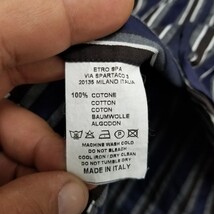 ETRO SPA
VIA SPARTACO 3
20135 MILANO ITALIA
100% COTONE
COTTON
COTON
BAUMWOLLE
ALGODON
MACHINE WASH COLD
DO NOT BLEACH
COOL IRON / DRY CLEAN
DO NOT TUMBLE DRY
MADE IN ITALY